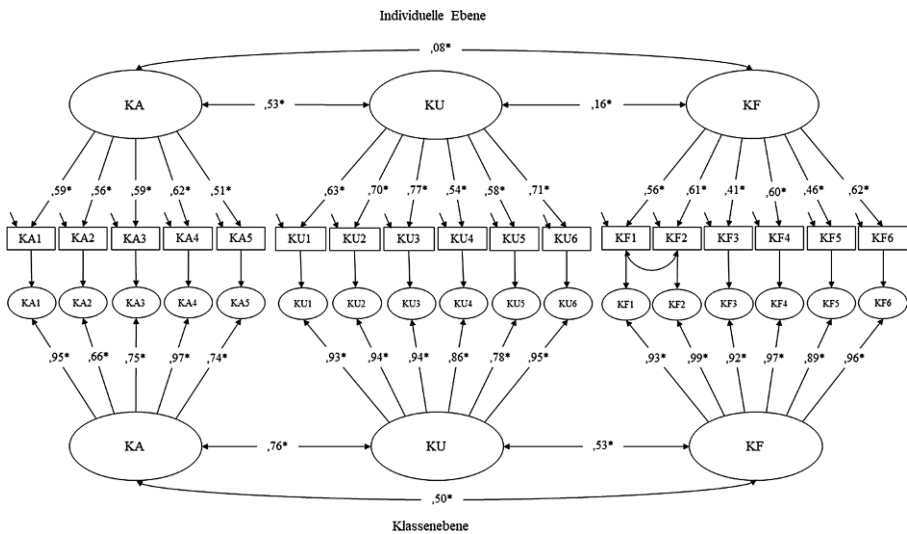 Individuelle Ebene
,08*
KA KU KF
,53* ,16*
,59* ,56* ,59* ,62* ,51* ,63* ,70* ,77* ,54* ,58* ,71* ,56* ,61* ,41* ,60* ,46* ,62*
KA1 KA2 KA3 KA4 KA5 KU1 KU2 KU3 KU4 KU5 KU6 KF1 KF2 KF3 KF4 KF5 KF6
KA1 KA2 KA3 KA4 KA5 KU1 KU2 KU3 KU4 KU5 KU6 KF1 KF2 KF3 KF4 KF5 KF6
,95* ,66* ,75* ,97* ,74* ,93* ,94* ,94* ,86* ,78* ,95* ,93* ,99* ,92* ,97* ,89* ,96*
KA KU KF
,76* ,53*
,50*
Klassenebene